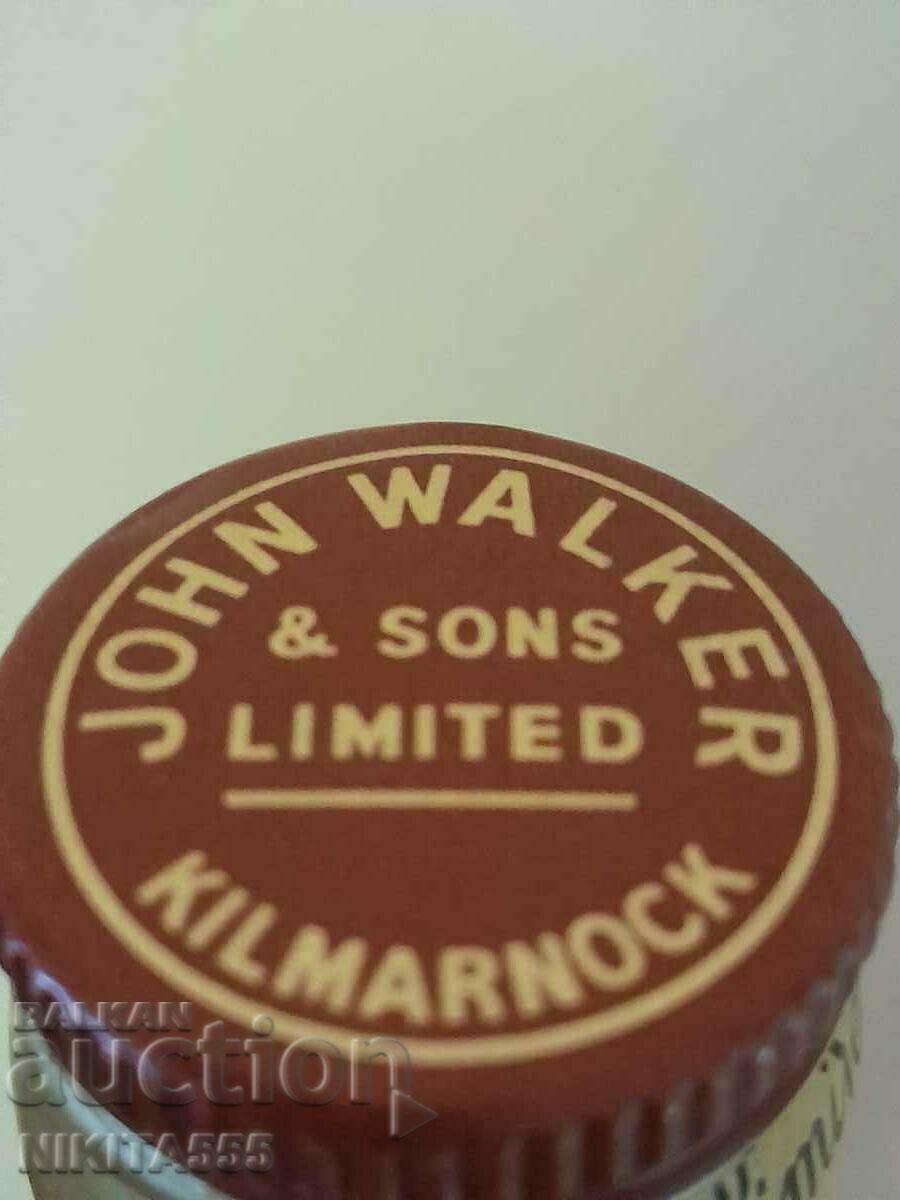 JOHN WALKER
& SONS
LIMITED
KILMARNOCK
BALKAN
auction
NIKITA555